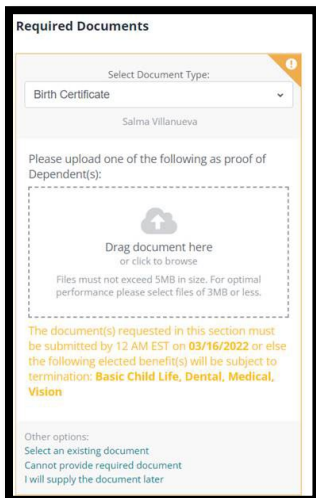 Required Documents
Select Document Type:
Birth Certificate
Salma Villanueva
Please upload one of the following as proof of
Dependent(s):
Drag document here
or click to browse
Files must not exceed 5MB in size. For optimal
performance please select files of 3MB or less.
The document(s) requested in this section must
be submitted by 12 AM EST on 03/16/2022 or else
the following elected benefit(s) will be subject to
termination: Basic Child Life, Dental, Medical,
Vision
Other options:
Select an existing document
Cannot provide required document
I will supply the document later